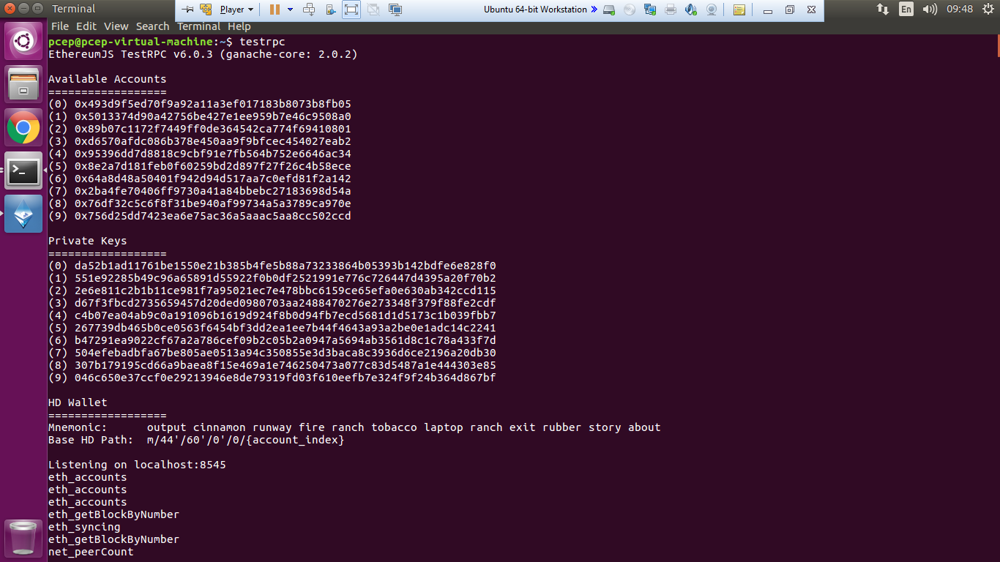 Terminal
Player
Ubuntu 64-bit Workstation
En
09:48
File Edit View Search Terminal Help
pcep@pcep-virtual-machine:~$ testrpc
EthereumJS TestRPC v6.0.3 (ganache-core: 2.0.2)
Available Accounts
==================
(0) 0x493d9f5ed70f9a92a11a3ef017183b8073b8fb05
(1) 0x5013374d90a42756be427e1ee959b7e46c9508a0
(2) 0x89b07c1172f7449ff0de364542ca774f69410801
(3) 0xd6570afdc086b378e450aa9f9bfcec454027eab2
(4) 0x95396dd7d8818c9cbf91e7fb564b752e6646ac34
(5) 0x8e2a7d181feb0f60259bd2d897f27f26c4b58ece
(6) 0x64a8d48a50401f942d94d517aa7c0efd81f2a142
(7) 0x2ba4fe70406ff9730a41a84bbebc27183698d54a
(8) 0x76df32c5c6f8f31be940af99734a5a3789ca970e
(9) 0x756d25dd7423ea6e75ac36a5aaac5aa8cc502ccd
Private Keys
==================
(0) da52b1ad11761be1550e21b385b4fe5b88a73233864b05393b142bdfe6e828f0
(1) 551e92285b49c96a65891d55922f0b0df2521991e776c726447d4395a20f70b2
(2) 2e6e811c2b1b11ce981f7a95021ec7e478bbc6159ce65efa0e630ab342ccd115
(3) d67f3fbcd2735659457d20ded0980703aa2488470276e273348f379f88fe2cdf
(4) c4b07ea04ab9c0a191096b1619d924f8b0d94fb7ecd5681d1d5173c1b039fbb7
(5) 267739db465b0ce0563f6454bf3dd2ea1ee7b44f4643a93a2be0e1adc14c2241
(6) b47291ea9022cf67a2a786cef09b2c05b2a0947a5694ab3561d8c1c78a433f7d
(7) 504efebadbfa67be805ae0513a94c350855e3d3baca8c3936d6ce2196a20db30
(8) 307b179195cd66a9baea8f15e469a1e746250473a077c83d5487a1e444303e85
(9) 046c650e37ccf0e29213946e8de79319fd03f610eefb7e324f9f24b364d867bf
HD Wallet
==================
Mnemonic:      output cinnamon runway fire ranch tobacco laptop ranch exit rubber story about
Base HD Path:  m/44'/60'/0'/0/{account_index}
Listening on localhost:8545
eth_accounts
eth_accounts
eth_accounts
eth_getBlockByNumber
eth_syncing
eth_getBlockByNumber
net_peerCount